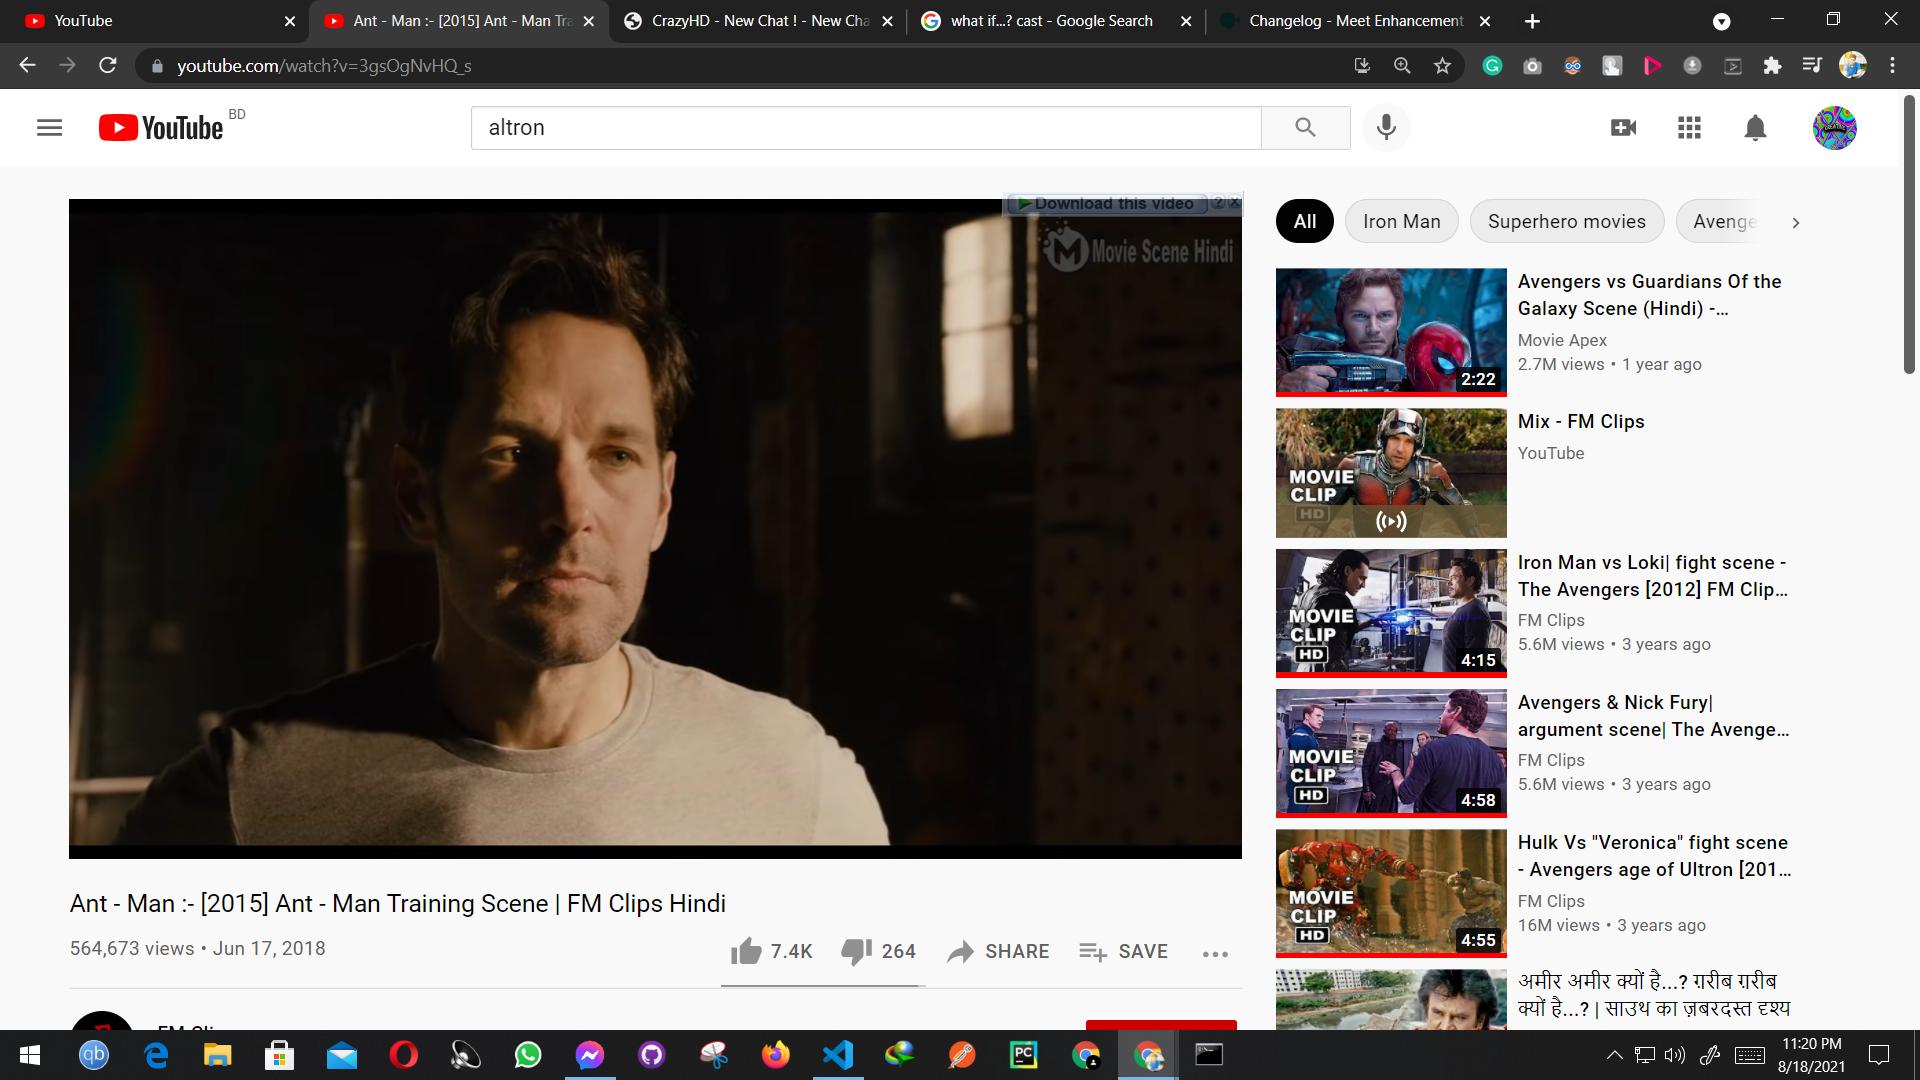 YouTube
Ant - Man :- [2015] Ant - Man Tra
CrazyHD - New Chat ! - New Cha
what if...? cast - Google Search
Changelog - Meet Enhancement
youtube.com/watch?v=3gsOgNvHQ_s
YouTube BD
altron
Download this video ? x
M Movie Scene Hindi
Ant - Man :- [2015] Ant - Man Training Scene | FM Clips Hindi
564,673 views • Jun 17, 2018
7.4K 264 SHARE SAVE
All Iron Man Superhero movies Avenge
2:22
Avengers vs Guardians Of the
Galaxy Scene (Hindi) -...
Movie Apex
2.7M views • 1 year ago
MOVIE
CLIP
HD
Mix - FM Clips
YouTube
MOVIE
CLIP
HD
4:15
Iron Man vs Loki| fight scene -
The Avengers [2012] FM Clip...
FM Clips
5.6M views • 3 years ago
MOVIE
CLIP
HD
4:58
Avengers & Nick Fury|
argument scene| The Avenge...
FM Clips
5.6M views • 3 years ago
MOVIE
CLIP
HD
4:55
Hulk Vs "Veronica" fight scene
- Avengers age of Ultron [201...
FM Clips
16M views • 3 years ago
अमीर अमीर क्यों है...? ग़रीब ग़रीब
क्यों है...? | साउथ का ज़बरदस्त दृश्य
qb
PC
11:20 PM
8/18/2021